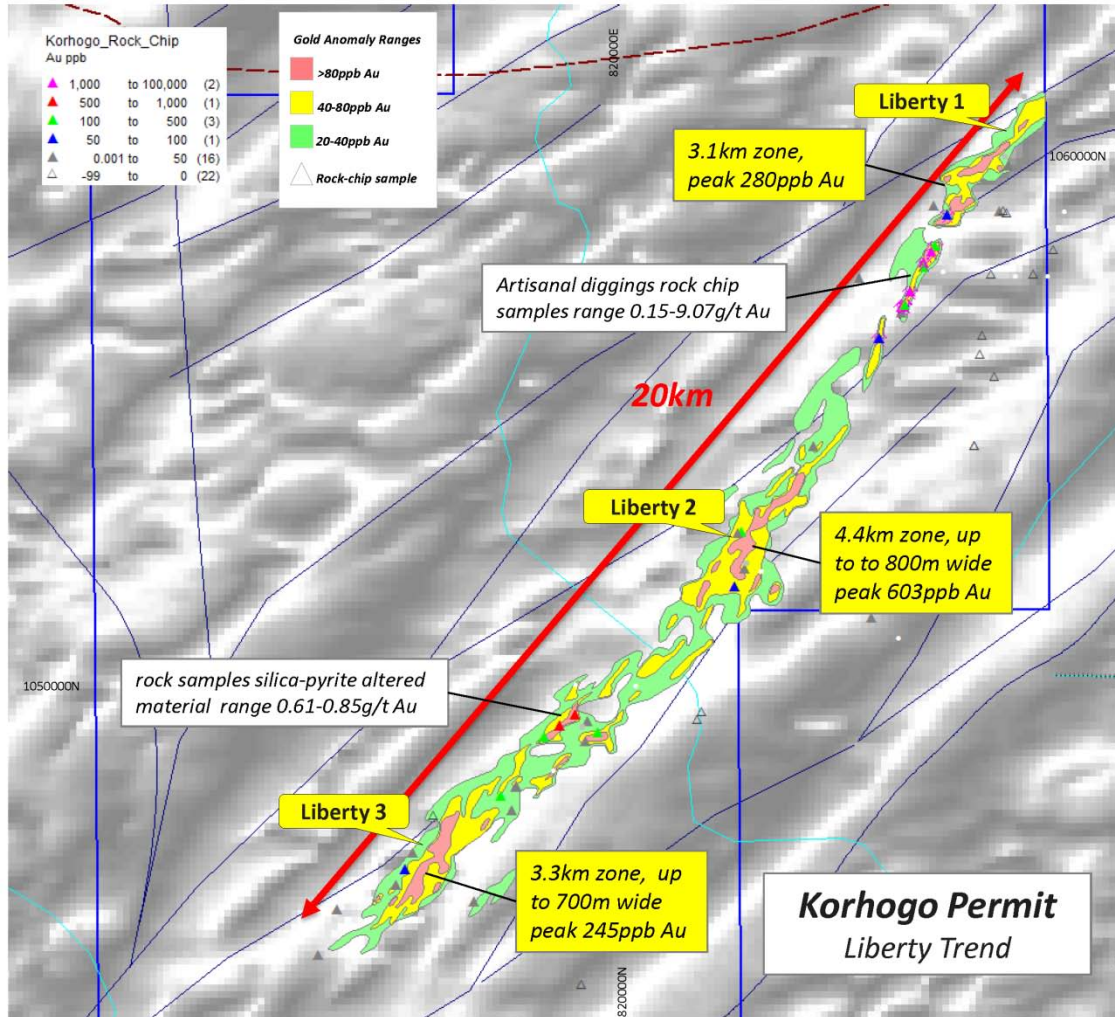 Korhogo_Rock_Chip
Au ppb
1,000 to 100,000 (2)
500 to 1,000 (1)
100 to 500 (3)
50 to 100 (1)
0.001 to 50 (16)
-99 to 0 (22)
Gold Anomaly Ranges
>80ppb Au
40-80ppb Au
20-40ppb Au
Rock-chip sample
820000E
Liberty 1
1060000N
3.1km zone,
peak 280ppb Au
Artisanal diggings rock chip
samples range 0.15-9.07g/t Au
20km
Liberty 2
4.4km zone, up
to to 800m wide
peak 603ppb Au
1050000N
rock samples silica-pyrite altered
material range 0.61-0.85g/t Au
Liberty 3
3.3km zone, up
to 700m wide
peak 245ppb Au
Korhogo Permit
Liberty Trend
820000N